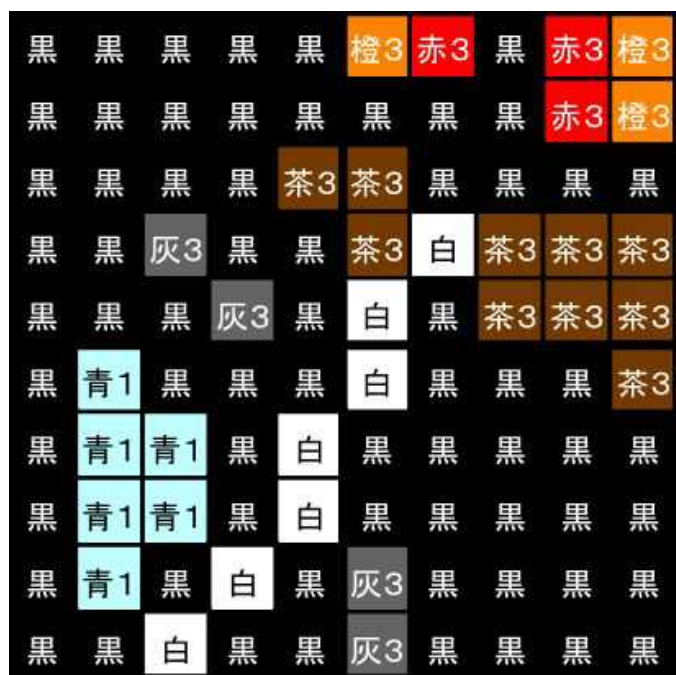 黒 黒 黒 黒 黒 橙3 赤3 黒 赤3 橙3
黒 黒 黒 黒 黒 黒 黒 黒 赤3 橙3
黒 黒 黒 黒 茶3 茶3 黒 黒 黒 黒
黒 黒 灰3 黒 黒 茶3 白 茶3 茶3 茶3
黒 黒 黒 灰3 黒 白 黒 茶3 茶3 茶3
黒 青1 黒 黒 黒 白 黒 黒 黒 茶3
黒 青1 青1 黒 白 黒 黒 黒 黒 黒
黒 青1 青1 黒 白 黒 黒 黒 黒 黒
黒 青1 黒 白 黒 灰3 黒 黒 黒 黒
黒 黒 白 黒 黒 灰3 黒 黒 黒 黒